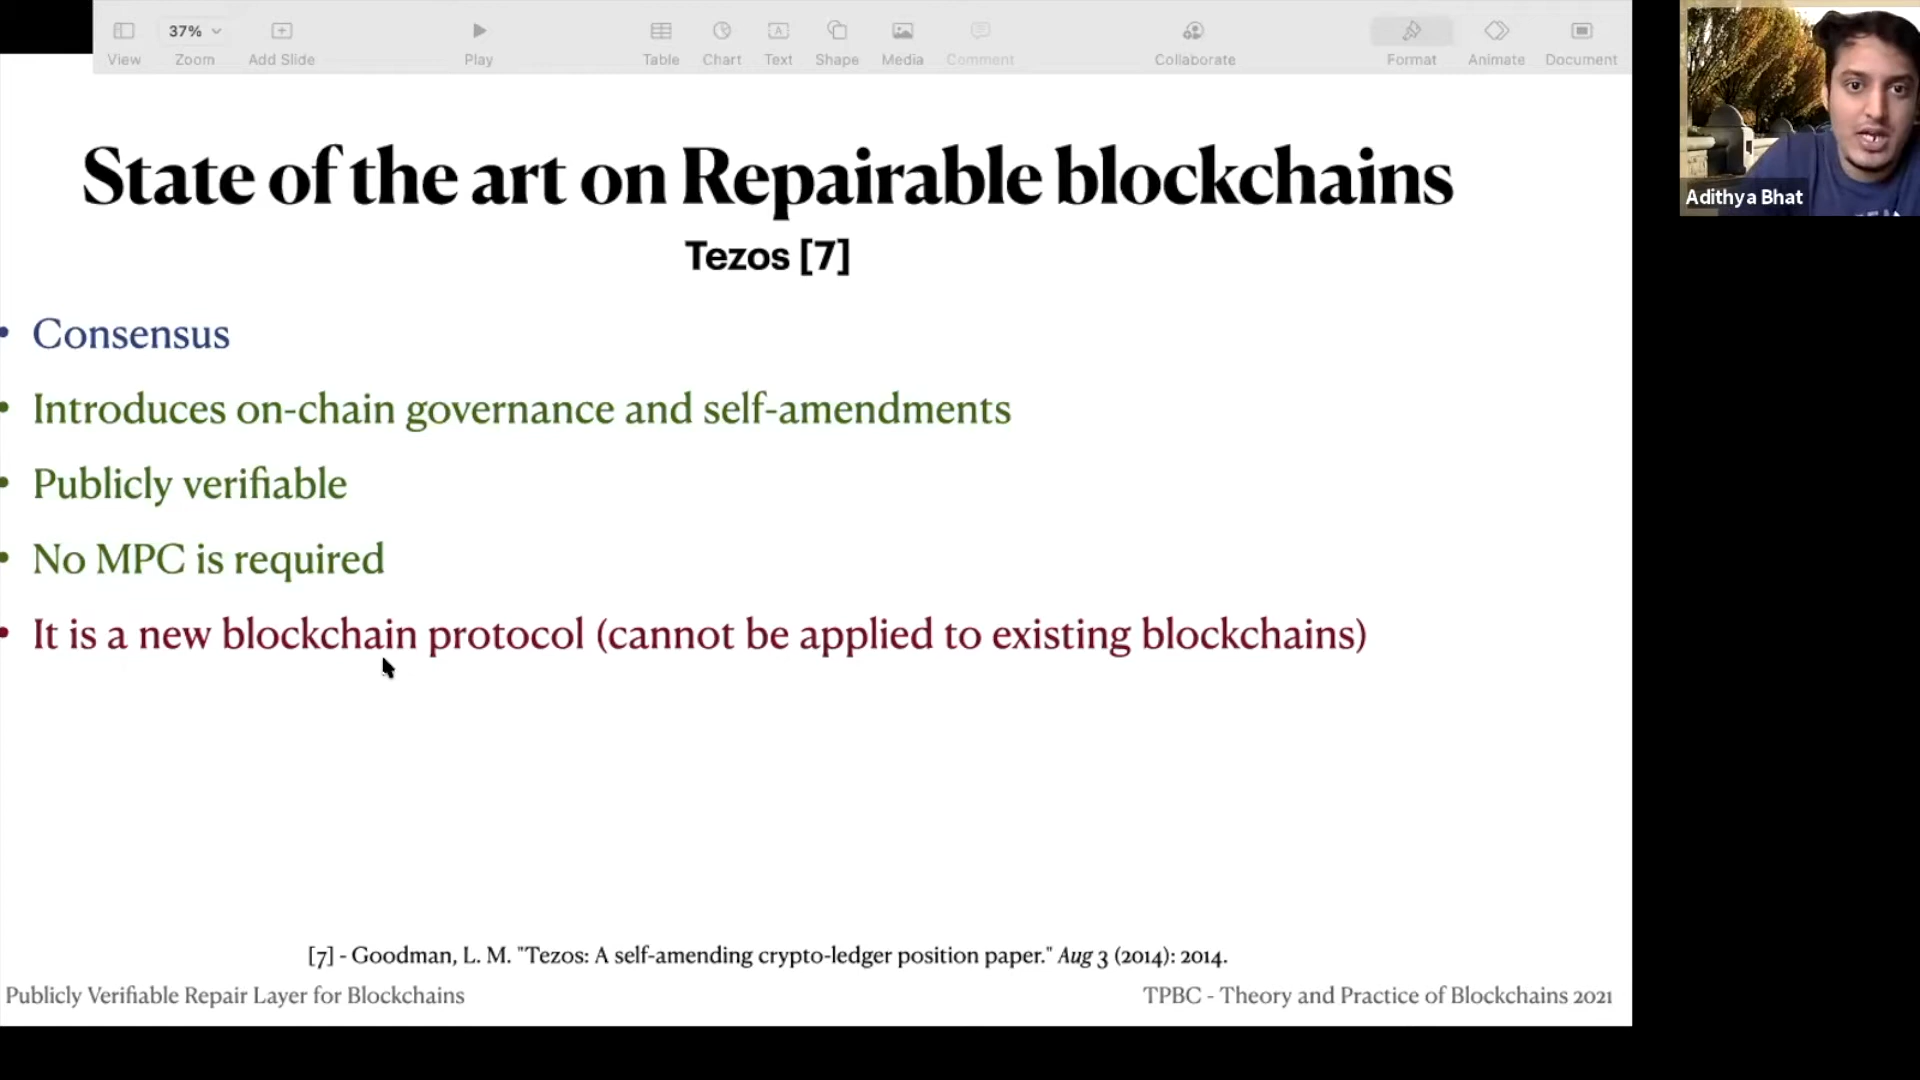 37%
View
Zoom
Add Slide
Play
Table
Chart
Text
Shape
Media
Comment
Collaborate
Format
Animate
Document
Adithya Bhat
State of the art on Repairable blockchains
Tezos [7]
• Consensus
• Introduces on-chain governance and self-amendments
• Publicly verifiable
• No MPC is required
• It is a new blockchain protocol (cannot be applied to existing blockchains)
[7] - Goodman, L. M. "Tezos: A self-amending crypto-ledger position paper." Aug 3 (2014): 2014.
Publicly Verifiable Repair Layer for Blockchains
TPBC - Theory and Practice of Blockchains 2021